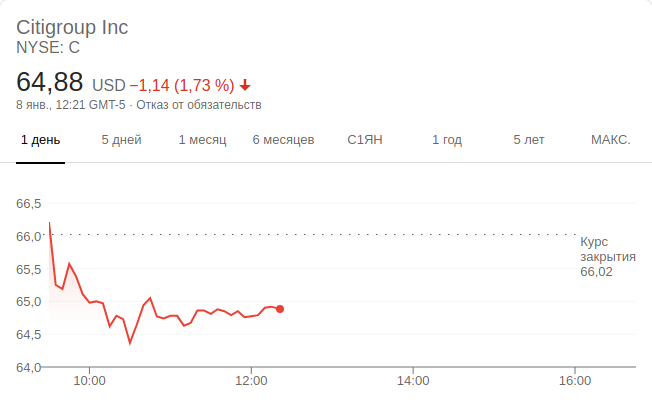 Citigroup Inc
NYSE: C
64,88 USD −1,14 (1,73 %)
8 янв., 12:21 GMT-5 · Отказ от обязательств
1 день 5 дней 1 месяц 6 месяцев С1ЯН 1 год 5 лет МАКС.
66,5
66,0
65,5
65,0
64,5
64,0
Курс
закрытия
66,02
10:00 12:00 14:00 16:00